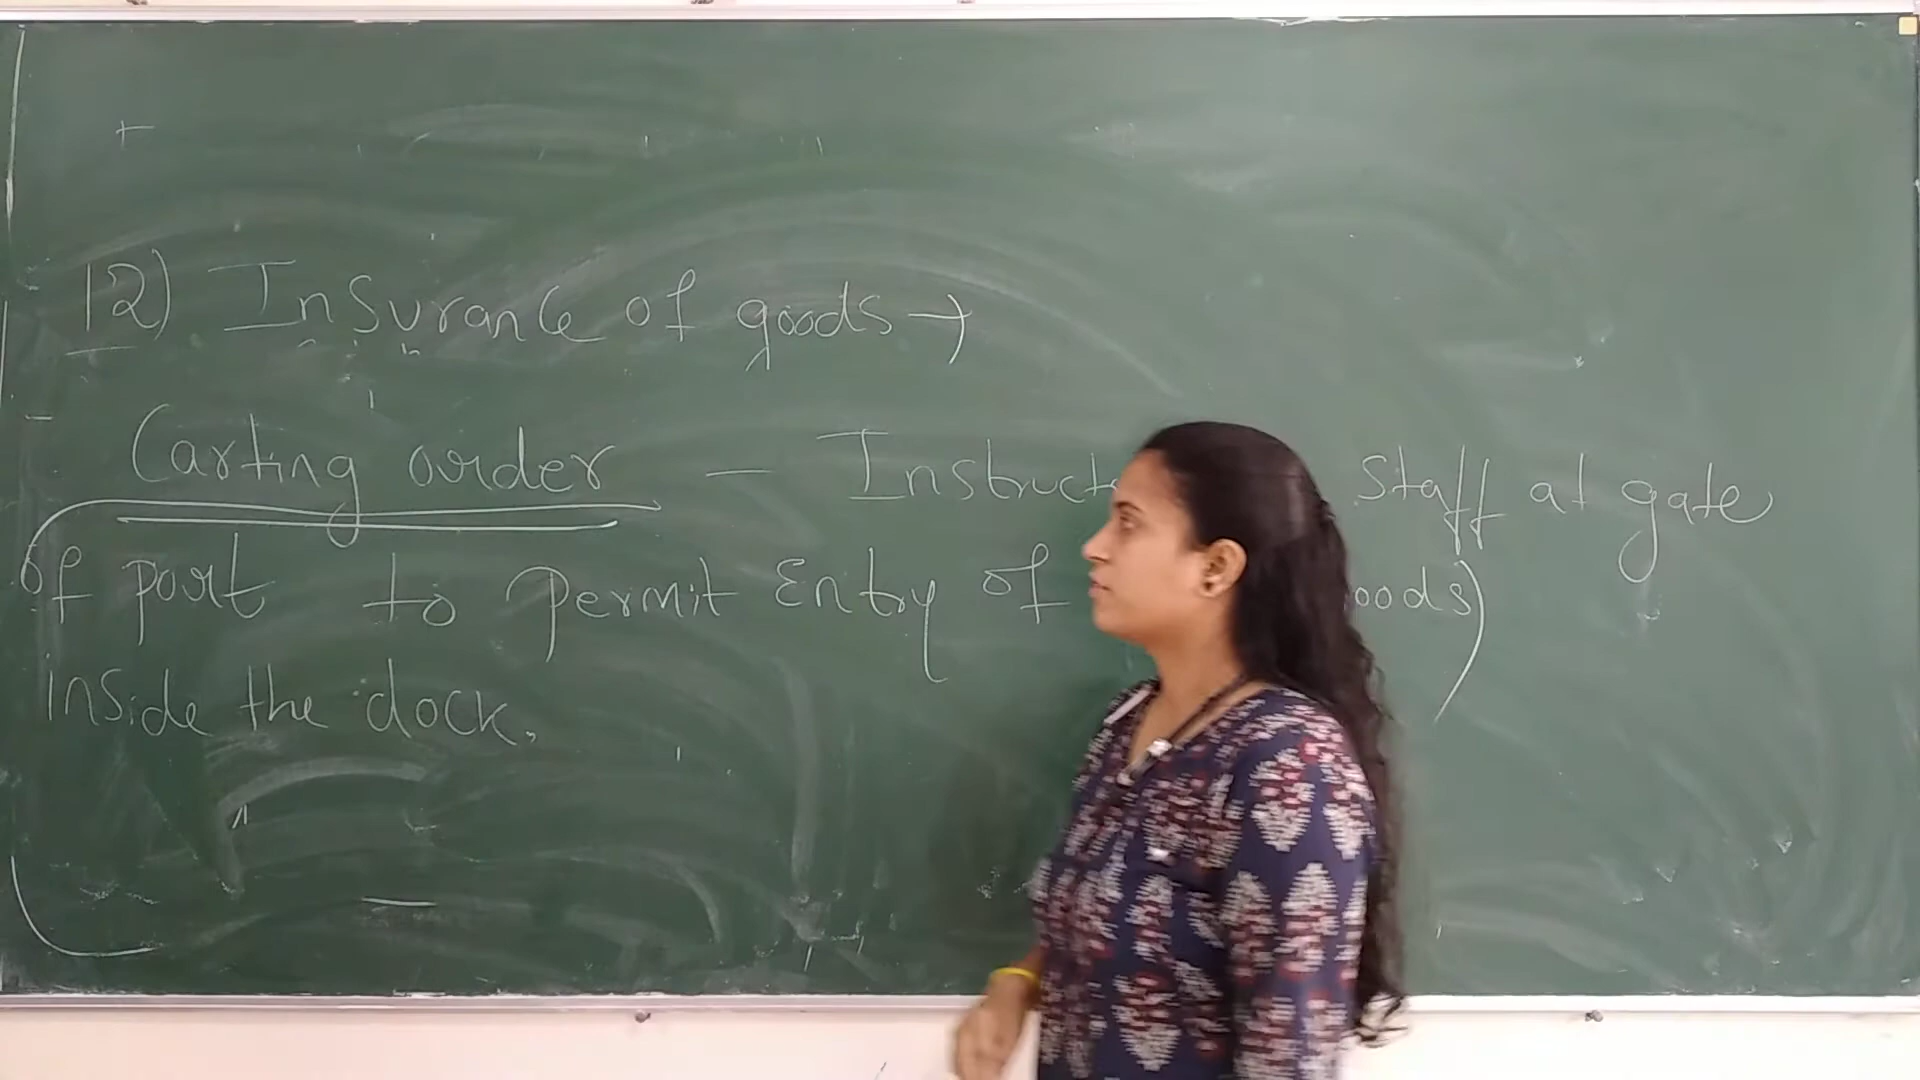 12) Insurance of goods →
Carting order - Instruct Staff at gate
of port to permit Entry of oods)
inside the dock.